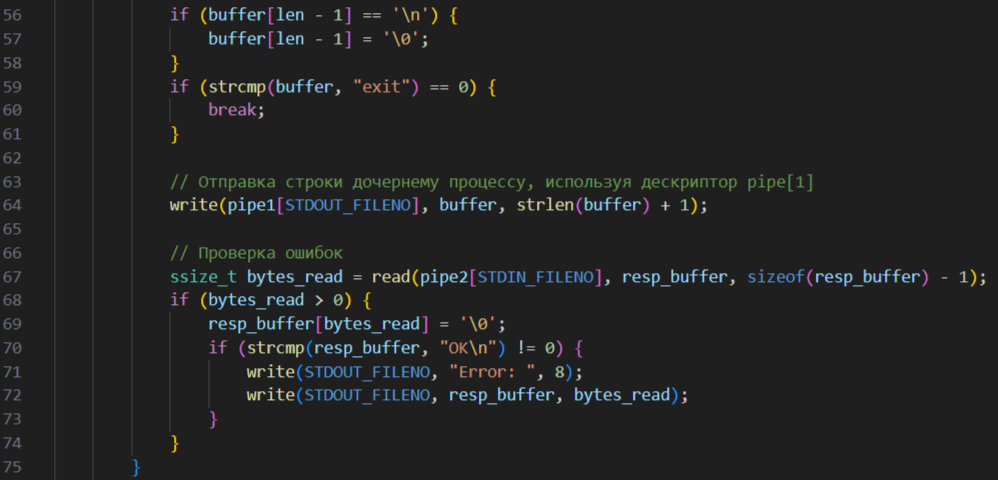 56 if (buffer[len - 1] == '\n') {
57 buffer[len - 1] = '\0';
58 }
59 if (strcmp(buffer, "exit") == 0) {
60 break;
61 }
62
63 // Отправка строки дочернему процессу, используя дескриптор pipe[1]
64 write(pipe1[STDOUT_FILENO], buffer, strlen(buffer) + 1);
65
66 // Проверка ошибок
67 ssize_t bytes_read = read(pipe2[STDIN_FILENO], resp_buffer, sizeof(resp_buffer) - 1);
68 if (bytes_read > 0) {
69 resp_buffer[bytes_read] = '\0';
70 if (strcmp(resp_buffer, "OK\n") != 0) {
71 write(STDOUT_FILENO, "Error: ", 8);
72 write(STDOUT_FILENO, resp_buffer, bytes_read);
73 }
74 }
75 }